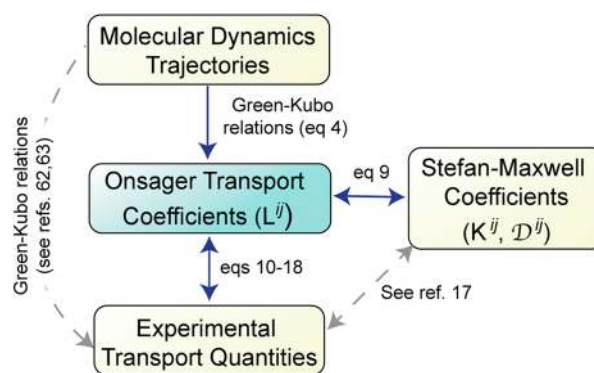 Molecular Dynamics
Trajectories
Green-Kubo
relations (eq 4)
Green-Kubo relations
(see refs. 62,63)
Onsager Transport
Coefficients (L^{ij})
eq 9
Stefan-Maxwell
Coefficients
(K^{ij}, 𝒟^{ij})
eqs 10-18
See ref. 17
Experimental
Transport Quantities